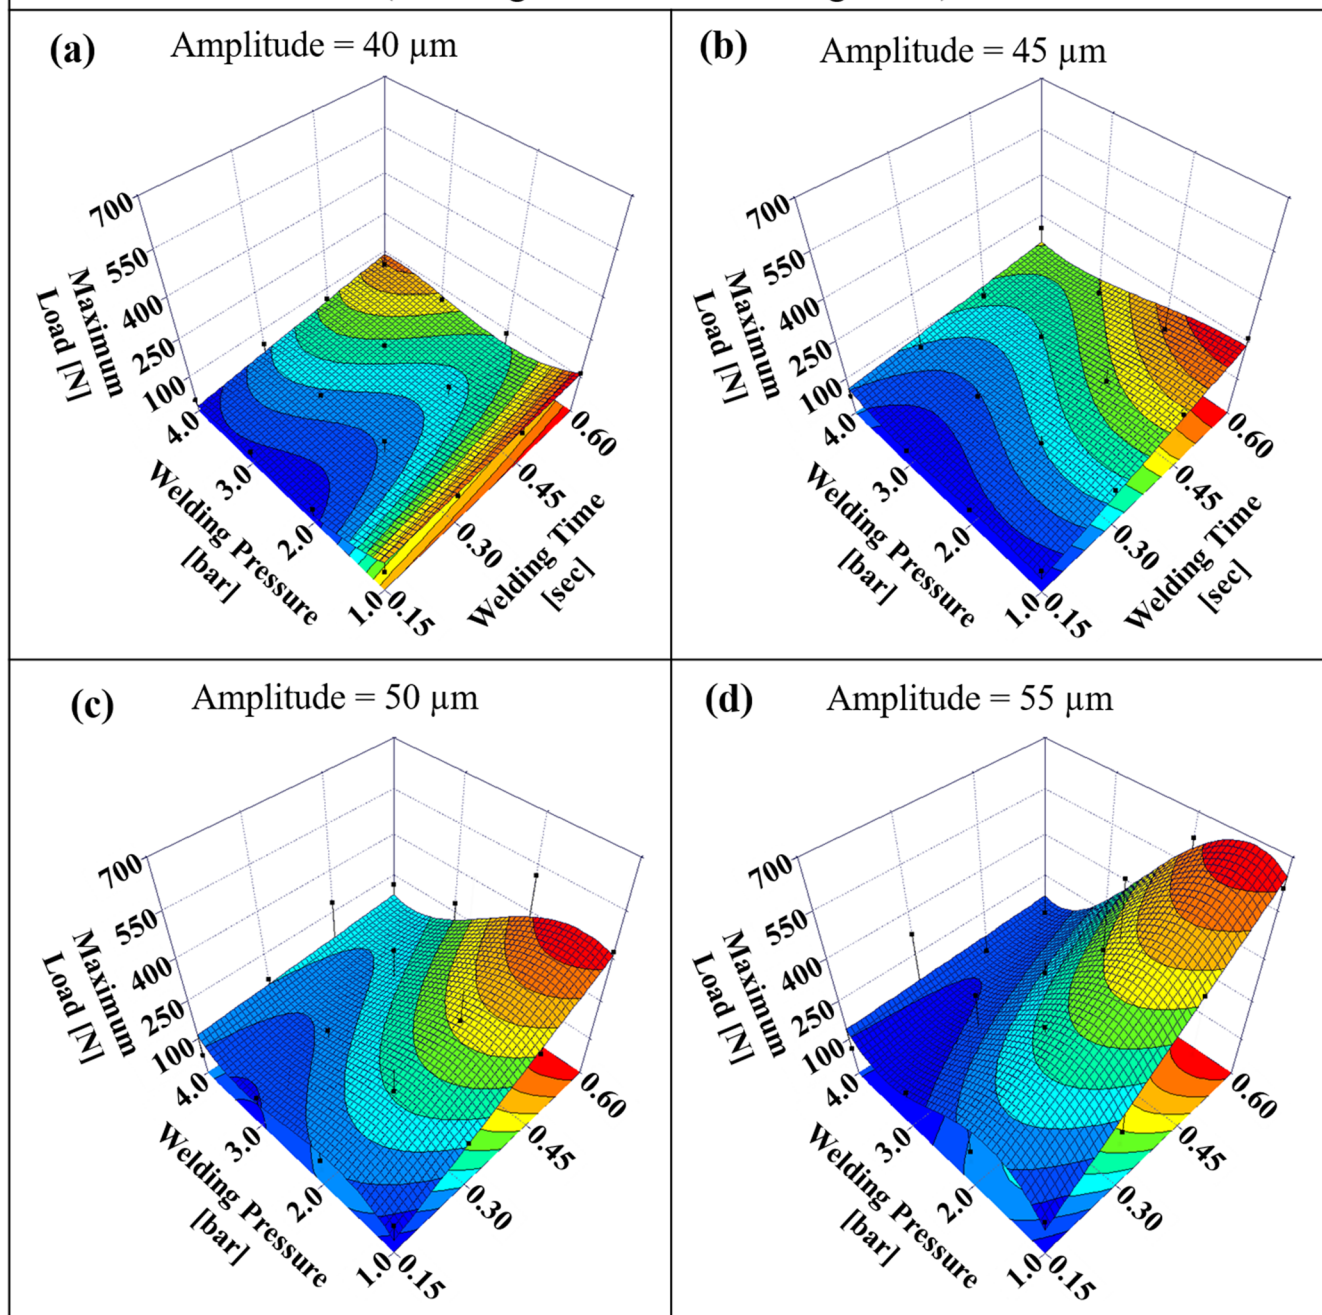 (a)
Amplitude = 40 µm
700
550
400
250
100
Maximum
Load [N]
4.0
3.0
2.0
1.0
Welding Pressure
[bar]
0.15
0.30
0.45
0.60
Welding Time
[sec]
(b)
Amplitude = 45 µm
700
550
400
250
100
Maximum
Load [N]
4.0
3.0
2.0
1.0
Welding Pressure
[bar]
0.15
0.30
0.45
0.60
Welding Time
[sec]
(c)
Amplitude = 50 µm
700
550
400
250
100
Maximum
Load [N]
4.0
3.0
2.0
1.0
Welding Pressure
[bar]
0.15
0.30
0.45
0.60
(d)
Amplitude = 55 µm
700
550
400
250
100
Maximum
Load [N]
4.0
3.0
2.0
1.0
Welding Pressure
[bar]
0.15
0.30
0.45
0.60